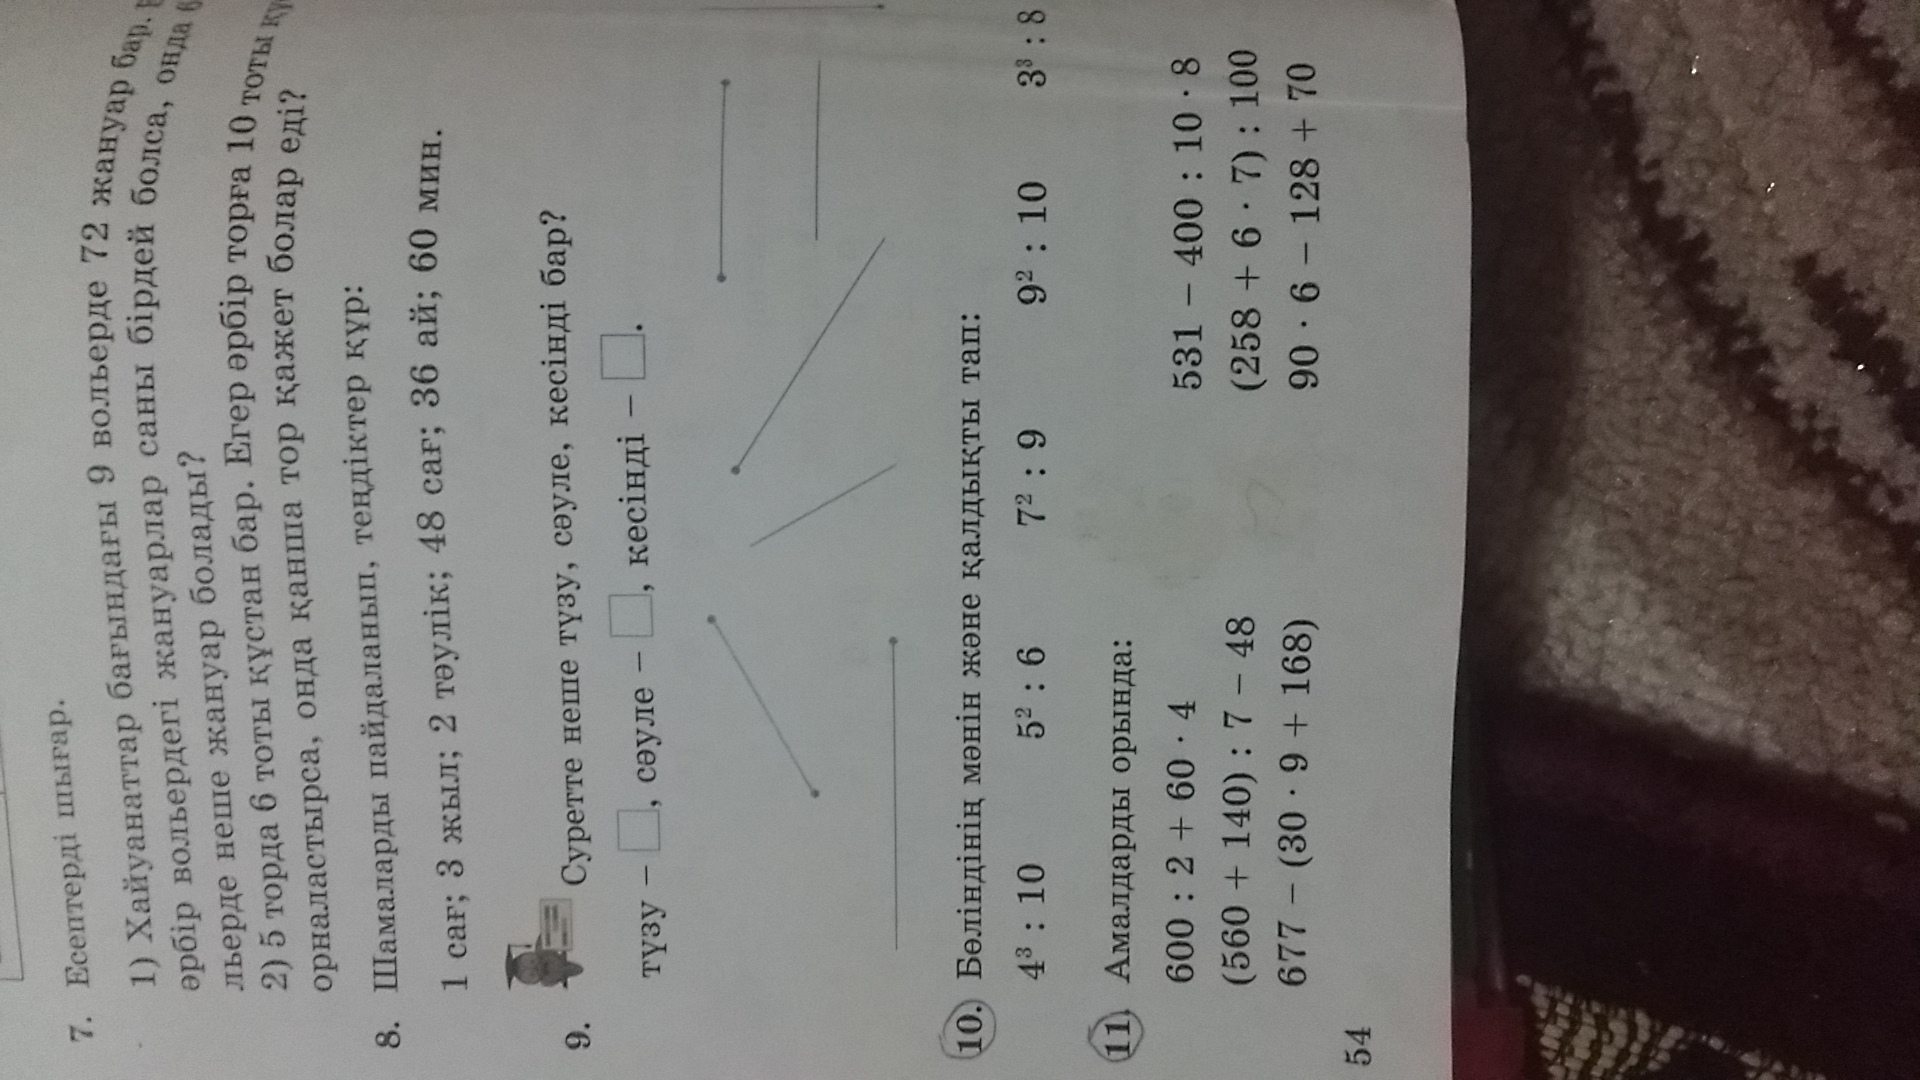 7. Есептерді шығар.
1) Хайуанаттар бағындағы 9 вольерде 72 жануар бар.
әрбір вольердегі жануарлар саны бірдей болса, онда
льерде неше жануар болады?
2) 5 торда 6 тоты құстан бар. Егер әрбір торға 10 тоты
орналастырса, онда қанша тор қажет болар еді?
8. Шамаларды пайдаланып, теңдіктер құр:
1 сағ; 3 жыл; 2 тәулік; 48 сағ; 36 ай; 60 мин.
9. Суретте неше түзу, сәуле, кесінді бар?
түзу – □, сәуле – □, кесінді – □.
10. Бөліндінің мәнін және қалдықты тап:
4³ : 10 5² : 6 7² : 9 9² : 10 3³ : 8
11. Амалдарды орында:
600 : 2 + 60 · 4 531 – 400 : 10 · 8
(560 + 140) : 7 – 48 (258 + 6 · 7) : 100
677 – (30 · 9 + 168) 90 · 6 – 128 + 70
54